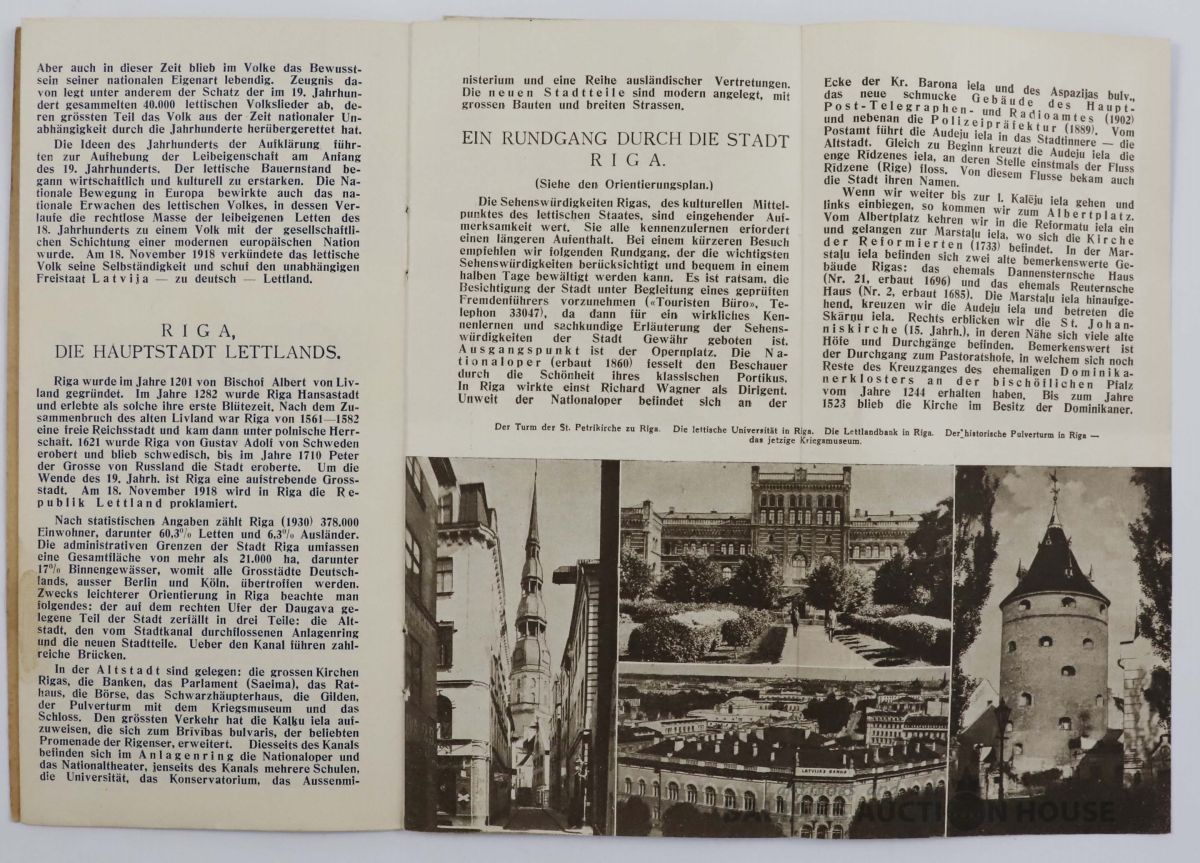 Aber auch in dieser Zeit blieb im Volke das Bewusst-
sein seiner nationalen Eigenart lebendig. Zeugnis da-
von legt unter anderem der Schatz der im 19. Jahrhun-
dert gesammelten 40.000 lettischen Volkslieder ab, de-
ren grössten Teil das Volk aus der Zeit nationaler Un-
abhängigkeit durch die Jahrhunderte herübergerettet hat.
Die Ideen des Jahrhunderts der Aufklärung führ-
ten zur Aufhebung der Leibeigenschaft am Anfang
des 19. Jahrhunderts. Der lettische Bauernstand be-
gann wirtschaftlich und kulturell zu erstarken. Die Na-
tionale Bewegung in Europa bewirkte auch das na-
tionale Erwachen des lettischen Volkes, in dessen Ver-
laufe die rechtlose Masse der leibeigenen Letten des
18. Jahrhunderts zu einem Volk mit der gesellschaftli-
chen Schichtung einer modernen europäischen Nation
wurde. Am 18. November 1918 verkündete das lettische
Volk seine Selbständigkeit und schuf den unabhängigen
Freistaat Latvija — zu deutsch — Lettland.
RIGA,
DIE HAUPTSTADT LETTLANDS.
Riga wurde im Jahre 1201 von Bischof Albert von Liv-
land gegründet. Im Jahre 1282 wurde Riga Hansastadt
und erlebte als solche ihre erste Blütezeit. Nach dem Zu-
sammenbruch des alten Livland war Riga von 1561—1582
eine freie Reichsstadt und kam dann unter polnische Herr-
schaft. 1621 wurde Riga von Gustav Adolf von Schweden
erobert und blieb schwedisch, bis im Jahre 1710 Peter
der Grosse von Russland die Stadt eroberte. Um die
Wende des 19. Jahrh. ist Riga eine aufstrebende Gross-
stadt. Am 18. November 1918 wird in Riga die Re-
publik Lettland proklamiert.
Nach statistischen Angaben zählt Riga (1930) 378.000
Einwohner, darunter 60,3% Letten und 6.3% Ausländer.
Die administrativen Grenzen der Stadt Riga umfassen
eine Gesamtfläche von mehr als 21.000 ha, darunter
17% Binnengewässer, womit alle Grosstädte Deutsch-
lands, ausser Berlin und Köln, übertroffen werden.
Zwecks leichterer Orientierung in Riga beachte man
folgendes: der auf dem rechten Ufer der Daugava ge-
legene Teil der Stadt zerfällt in drei Teile: die Alt-
stadt, den vom Stadtkanal durchflossenen Anlagenring
und die neuen Stadtteile. Ueber den Kanal führen zahl-
reiche Brücken.
In der Altstadt sind gelegen: die grossen Kirchen
Rigas, die Banken, das Parlament (Saeima), das Rat-
haus, die Börse, das Schwarzhäupterhaus, die Gilden,
der Pulverturm mit dem Kriegsmuseum und das
Schloss. Den grössten Verkehr hat die Kaļķu iela auf-
zuweisen, die sich zum Brīvības bulvaris, der beliebten
Promenade der Rigenser, erweitert. Diesseits des Kanals
befinden sich im Anlagenring die Nationaloper und
das Nationaltheater, jenseits des Kanals mehrere Schulen,
die Universität, das Konservatorium, das Aussenmi-
nisterium und eine Reihe ausländischer Vertretungen.
Die neuen Stadtteile sind modern angelegt, mit
grossen Bauten und breiten Strassen.
EIN RUNDGANG DURCH DIE STADT
RIGA.
(Siehe den Orientierungsplan.)
Die Sehenswürdigkeiten Rigas, des kulturellen Mittel-
punktes des lettischen Staates, sind eingehender Auf-
merksamkeit wert. Sie alle kennenzulernen erfordert
einen längeren Aufenthalt. Bei einem kürzeren Besuch
empfehlen wir folgenden Rundgang, der die wichtigsten
Sehenswürdigkeiten berücksichtigt und bequem in einem
halben Tage bewältigt werden kann. Es ist ratsam, die
Besichtigung der Stadt unter Begleitung eines geprüften
Fremdenführers vorzunehmen («Touristen Büro», Te-
lephon 33047), da dann für ein wirkliches Ken-
nenlernen und sachkundige Erläuterung der Sehens-
würdigkeiten der Stadt Gewähr geboten ist.
Ausgangspunkt ist der Opernplatz. Die Na-
tionaloper (erbaut 1860) fesselt den Beschauer
durch die Schönheit ihres klassischen Portikus.
In Riga wirkte einst Richard Wagner als Dirigent.
Unweit der Nationaloper befindet sich an der
Ecke der Kr. Barona iela und des Aspazijas bulv.,
das neue schmucke Gebäude des Haupt-
Post-Telegraphen- und Radioamtes (1902)
und nebenan die Polizeipräfektur (1889). Vom
Postamt führt die Audeju iela in das Stadtinnere — die
Altstadt. Gleich zu Beginn kreuzt die Audeju iela die
enge Ridzenes iela, an deren Stelle einstmals der Fluss
Ridzene (Rige) floss. Von diesem Flusse bekam auch
die Stadt ihren Namen.
Wenn wir weiter bis zur l. Kalēju iela gehen und
links einbiegen, so kommen wir zum Albertplatz.
Vom Albertplatz kehren wir in die Reformatu iela ein
und gelangen zur Marstaļu iela, wo sich die Kirche
der Reformierten (1733) befindet. In der Mar-
staļu iela befinden sich zwei alte bemerkenswerte Ge-
bäude Rigas: das ehemals Dannensternsche Haus
(Nr. 21, erbaut 1696) und das ehemals Reuternsche
Haus (Nr. 2, erbaut 1685). Die Marstaļu iela hinaufge-
hend, kreuzen wir die Audeju iela und betreten die
Skārņu iela. Rechts erblicken wir die St. Johan-
niskirche (15. Jahrh.), in deren Nähe sich viele alte
Höfe und Durchgänge befinden. Bemerkenswert ist
der Durchgang zum Pastoratshofe, in welchem sich noch
Reste des Kreuzganges des ehemaligen Dominika-
nerklosters an der bischöflichen Pfalz
vom Jahre 1244 erhalten haben. Bis zum Jahre
1523 blieb die Kirche im Besitz der Dominikaner.
Der Turm der St. Petrikirche zu Riga. Die lettische Universität in Riga. Die Lettlandbank in Riga. Der historische Pulverturm in Riga —
das jetzige Kriegsmuseum.
LATVIJAS BANKA
AUCTION HOUSE